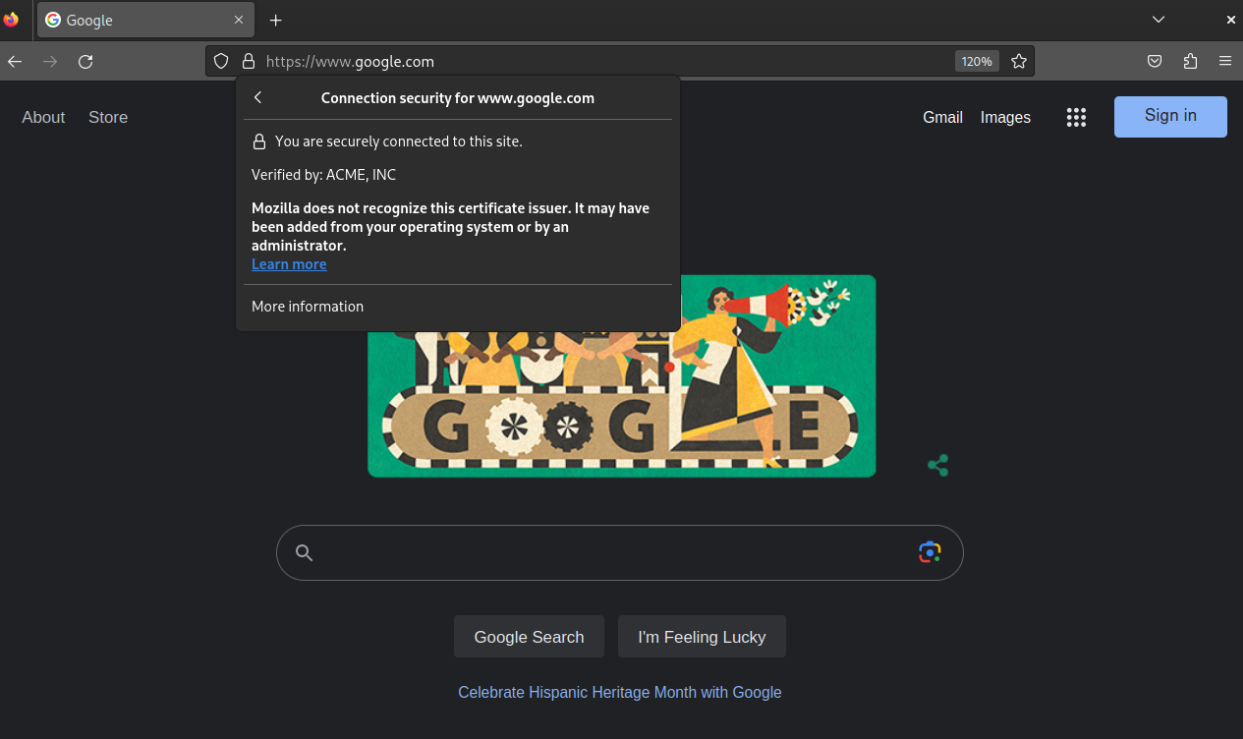 Google
https://www.google.com
120%
Connection security for www.google.com
You are securely connected to this site.
Verified by: ACME, INC
Mozilla does not recognize this certificate issuer. It may have
been added from your operating system or by an
administrator.
Learn more
More information
About Store
Gmail Images
Sign in
GOOGLE
Google Search
I'm Feeling Lucky
Celebrate Hispanic Heritage Month with Google